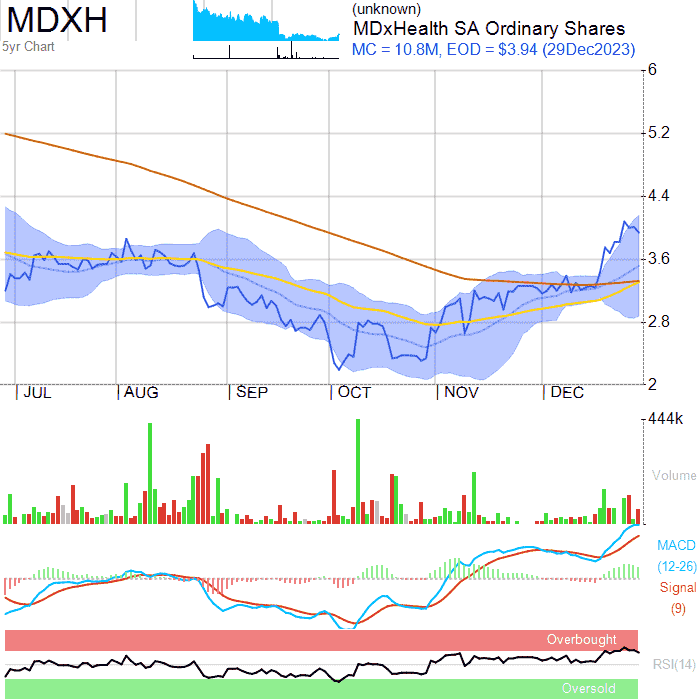 MDXH
5yr Chart
(unknown)
MDxHealth SA Ordinary Shares
MC = 10.8M, EOD = $3.94 (29Dec2023)
6
5.2
4.4
3.6
2.8
2
JUL AUG SEP OCT NOV DEC
444k
Volume
MACD
(12-26)
Signal
(9)
Overbought
RSI(14)
Oversold